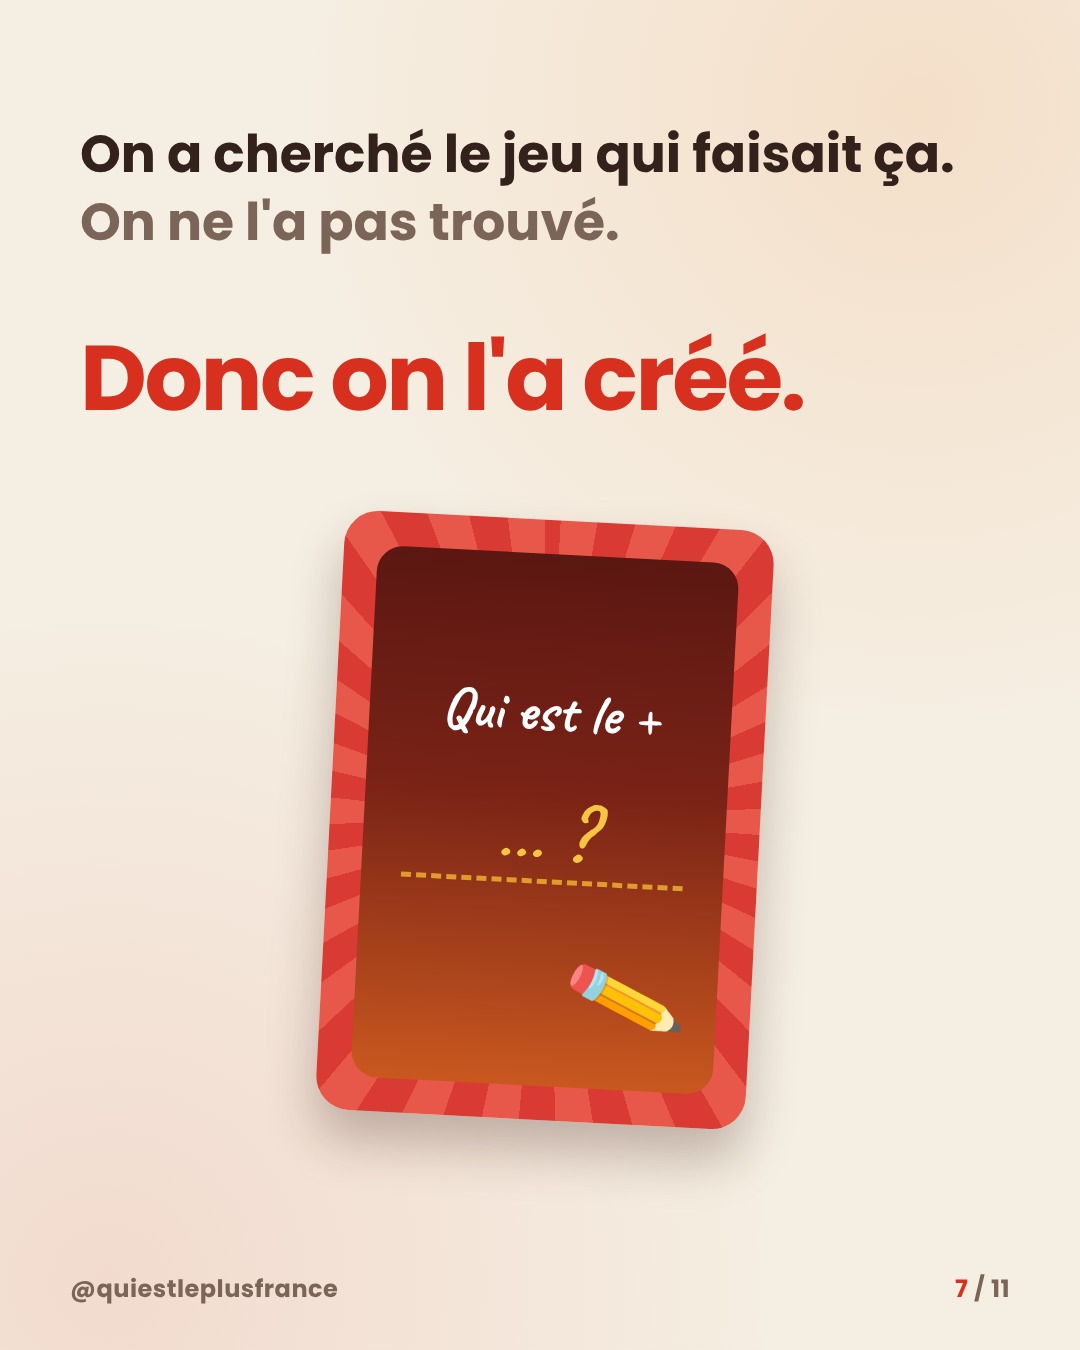 On a cherché le jeu qui faisait ça.
On ne l'a pas trouvé.
Donc on l'a créé.
Qui est le +
... ?
@quiestleplusfrance
7 / 11